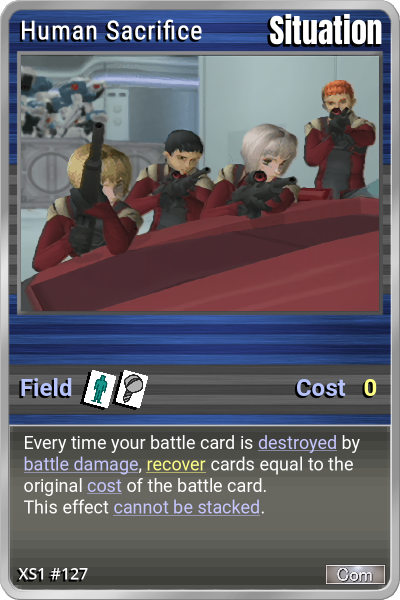 Human Sacrifice
Situation
Field
Cost 0
Every time your battle card is destroyed by
battle damage, recover cards equal to the
original cost of the battle card.
This effect cannot be stacked.
XS1 #127
Com